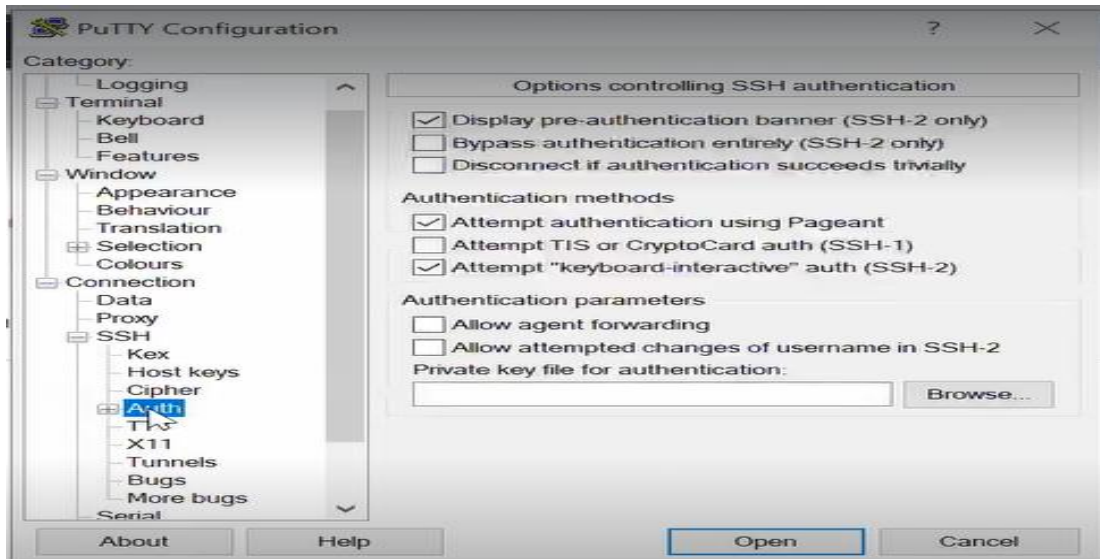 PuTTY Configuration
?
Category:
Logging
Terminal
Keyboard
Bell
Features
Window
Appearance
Behaviour
Translation
Selection
Colours
Connection
Data
Proxy
SSH
Kex
Host keys
Cipher
Auth
X11
Tunnels
Bugs
More bugs
Serial
Options controlling SSH authentication
Display pre-authentication banner (SSH-2 only)
Bypass authentication entirely (SSH-2 only)
Disconnect if authentication succeeds trivially
Authentication methods
Attempt authentication using Pageant
Attempt TIS or CryptoCard auth (SSH-1)
Attempt "keyboard-interactive" auth (SSH-2)
Authentication parameters
Allow agent forwarding
Allow attempted changes of username in SSH-2
Private key file for authentication:
Browse...
About
Help
Open
Cancel